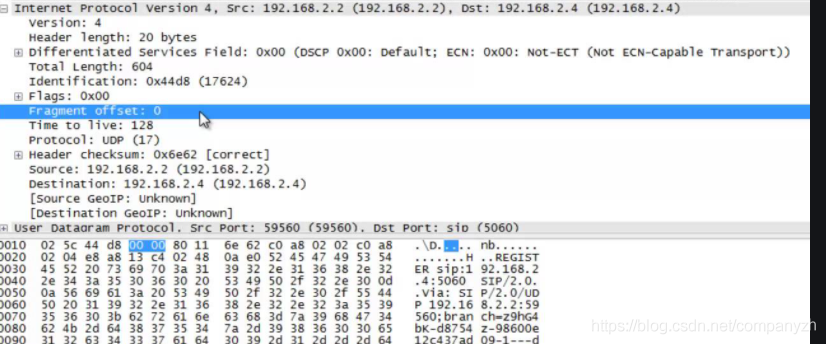 Internet Protocol Version 4, Src: 192.168.2.2 (192.168.2.2), Dst: 192.168.2.4 (192.168.2.4)
Version: 4
Header length: 20 bytes
Differentiated Services Field: 0x00 (DSCP 0x00: Default; ECN: 0x00: Not-ECT (Not ECN-Capable Transport))
Total Length: 604
Identification: 0x44d8 (17624)
Flags: 0x00
Fragment offset: 0
Time to live: 128
Protocol: UDP (17)
Header checksum: 0x6e62 [correct]
Source: 192.168.2.2 (192.168.2.2)
Destination: 192.168.2.4 (192.168.2.4)
[Source GeoIP: Unknown]
[Destination GeoIP: Unknown]
User Datagram Protocol, Src Port: 59560 (59560), Dst Port: sip (5060)
0010 02 5c 44 d8 00 00 80 11 6e 62 c0 a8 02 02 c0 a8 .\D..... nb......
0020 02 04 e8 a8 13 c4 02 48 0a e0 52 45 47 49 53 54 .......H ..REGIST
0030 45 52 20 73 69 70 3a 31 39 32 2e 31 36 38 2e 32 ER sip:1 92.168.2
0040 2e 34 3a 35 30 36 30 20 53 49 50 2f 32 2e 30 0d .4:5060 SIP/2.0.
0050 0a 56 69 61 3a 20 53 49 50 2f 32 2e 30 2f 55 44 .Via: SI P/2.0/UD
0060 50 20 31 39 32 2e 31 36 38 2e 32 2e 32 3a 35 39 P 192.16 8.2.2:59
0070 35 36 30 3b 62 72 61 6e 63 68 3d 7a 39 68 47 34 560;bran ch=z9hG4
0080 62 4b 2d 64 38 37 35 34 7a 2d 39 38 36 30 30 65 bK-d8754 z-98600e
0090 31 32 63 34 33 37 61 64 30 39 2d 31 2d 2d 2d 64 12c437ad 09-1---d
https://blog.csdn.net/companyzh